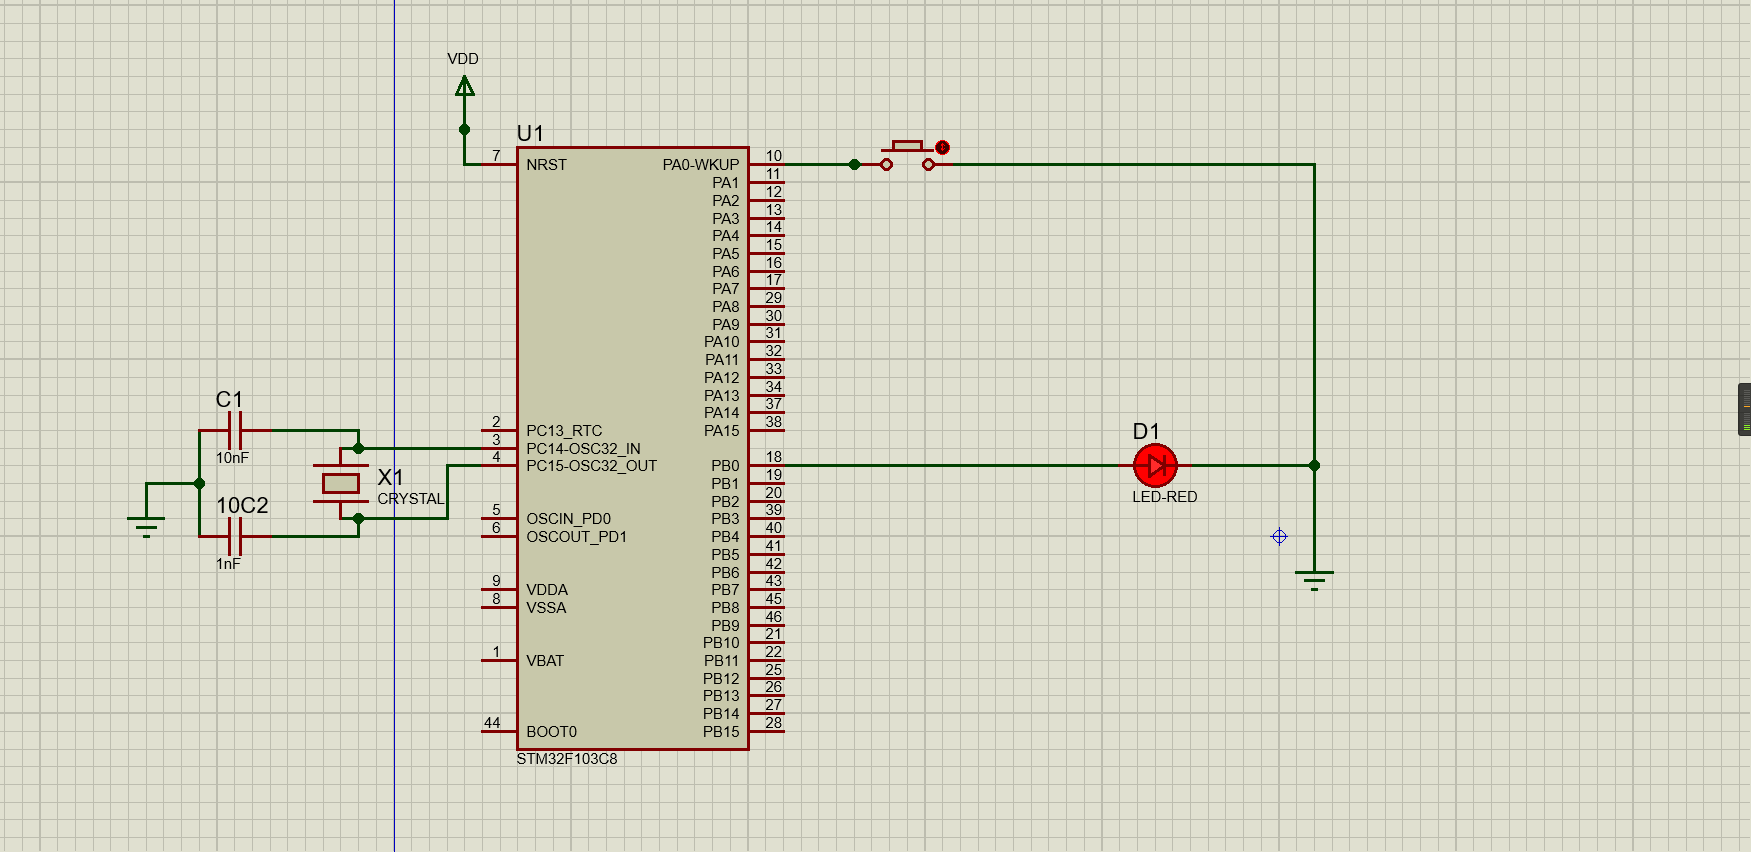 VDD
U1
7 NRST
PA0-WKUP 10
PA1 11
PA2 12
PA3 13
PA4 14
PA5 15
PA6 16
PA7 17
PA8 29
PA9 30
PA10 31
PA11 32
PA12 33
PA13 34
PA14 37
PA15 38
C1
10nF
10C2
1nF
X1
CRYSTAL
2 PC13_RTC
3 PC14-OSC32_IN
4 PC15-OSC32_OUT
5 OSCIN_PD0
6 OSCOUT_PD1
9 VDDA
8 VSSA
1 VBAT
44 BOOT0
PB0 18
PB1 19
PB2 20
PB3 39
PB4 40
PB5 41
PB6 42
PB7 43
PB8 45
PB9 46
PB10 21
PB11 22
PB12 25
PB13 26
PB14 27
PB15 28
STM32F103C8
D1
LED-RED